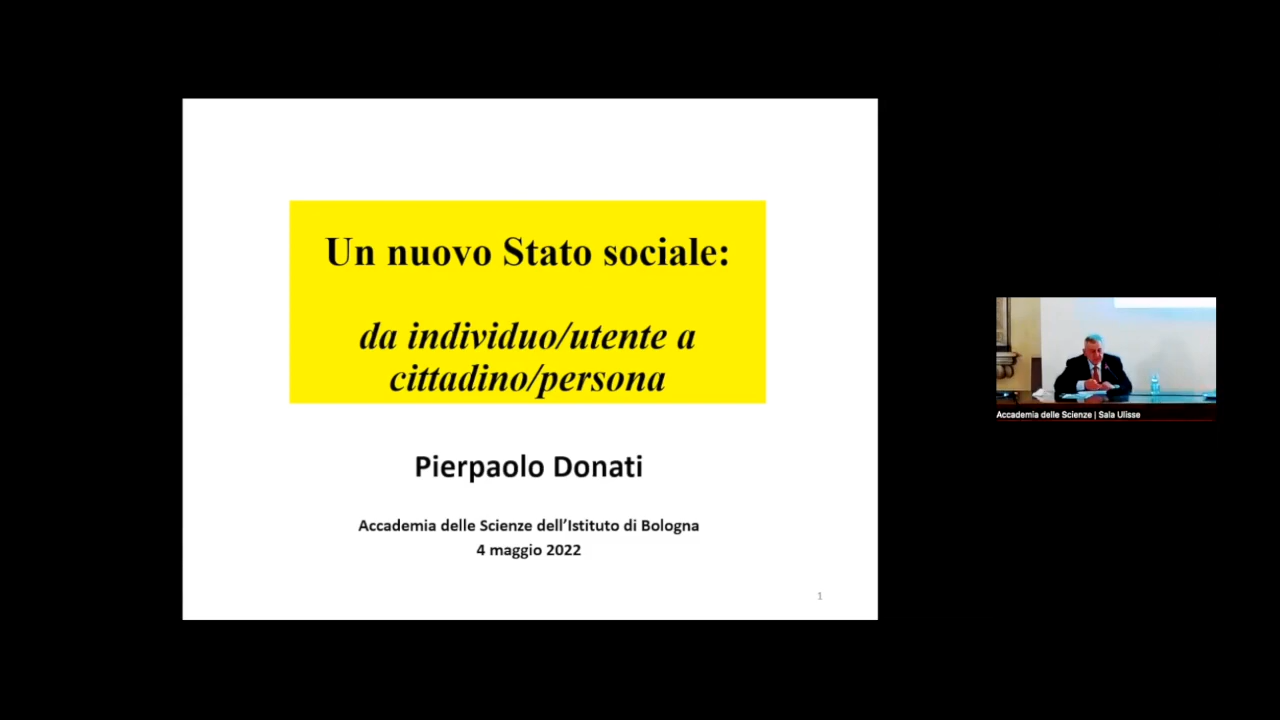 Un nuovo Stato sociale:
da individuo/utente a
cittadino/persona
Pierpaolo Donati
Accademia delle Scienze dell’Istituto di Bologna
4 maggio 2022
1
Accademia delle Scienze | Sala Ulisse